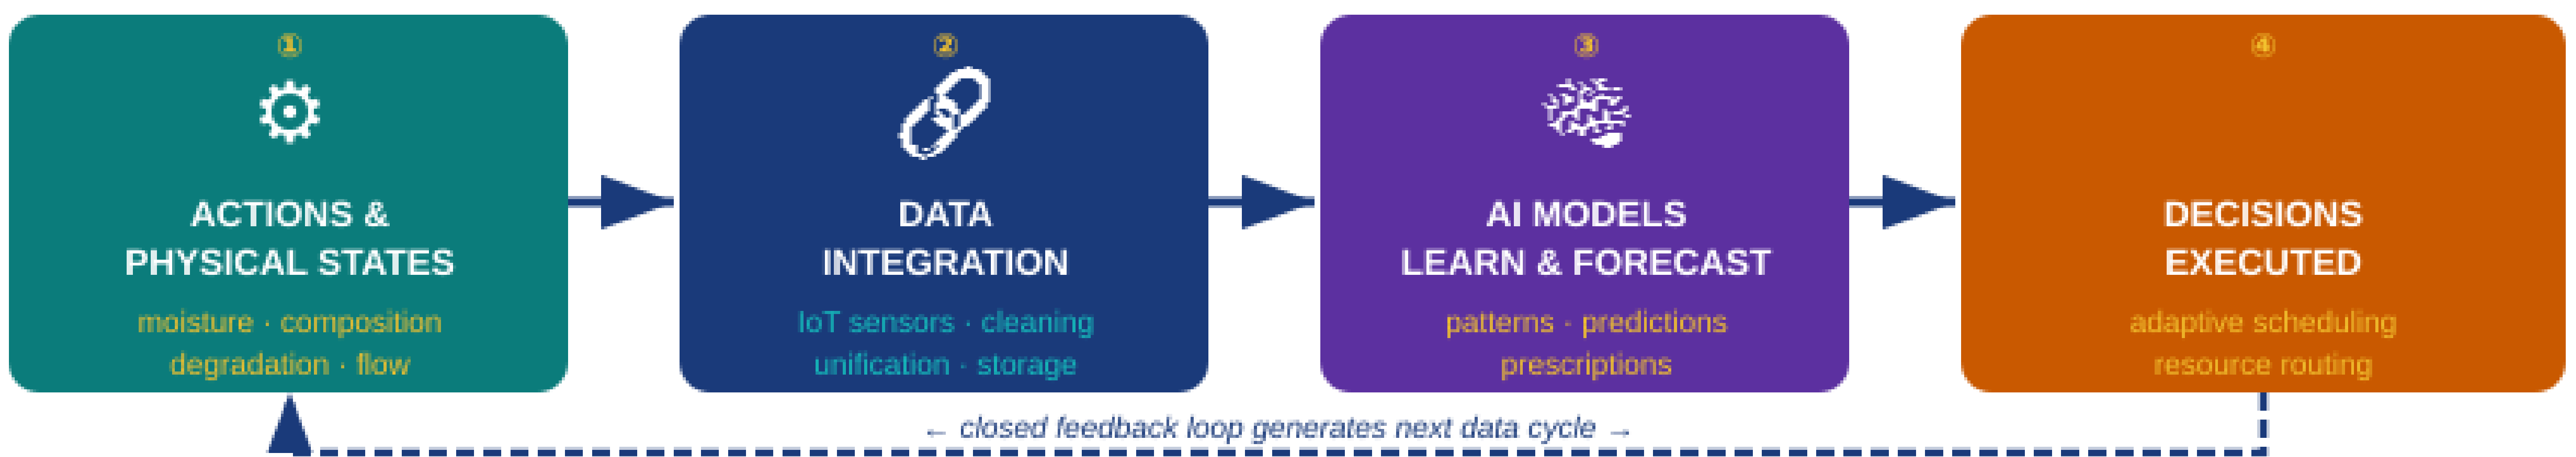 ①
ACTIONS &
PHYSICAL STATES
moisture · composition
degradation · flow
②
DATA
INTEGRATION
IoT sensors · cleaning
unification · storage
③
AI MODELS
LEARN & FORECAST
patterns · predictions
prescriptions
④
DECISIONS
EXECUTED
adaptive scheduling
resource routing
← closed feedback loop generates next data cycle →